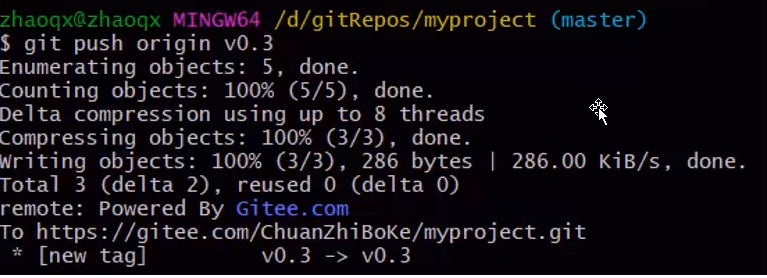 zhaoqx@zhaoqx MINGW64 /d/gitRepos/myproject (master)
$ git push origin v0.3
Enumerating objects: 5, done.
Counting objects: 100% (5/5), done.
Delta compression using up to 8 threads
Compressing objects: 100% (3/3), done.
Writing objects: 100% (3/3), 286 bytes | 286.00 KiB/s, done.
Total 3 (delta 2), reused 0 (delta 0)
remote: Powered By Gitee.com
To https://gitee.com/ChuanZhiBoKe/myproject.git
 * [new tag]         v0.3 -> v0.3